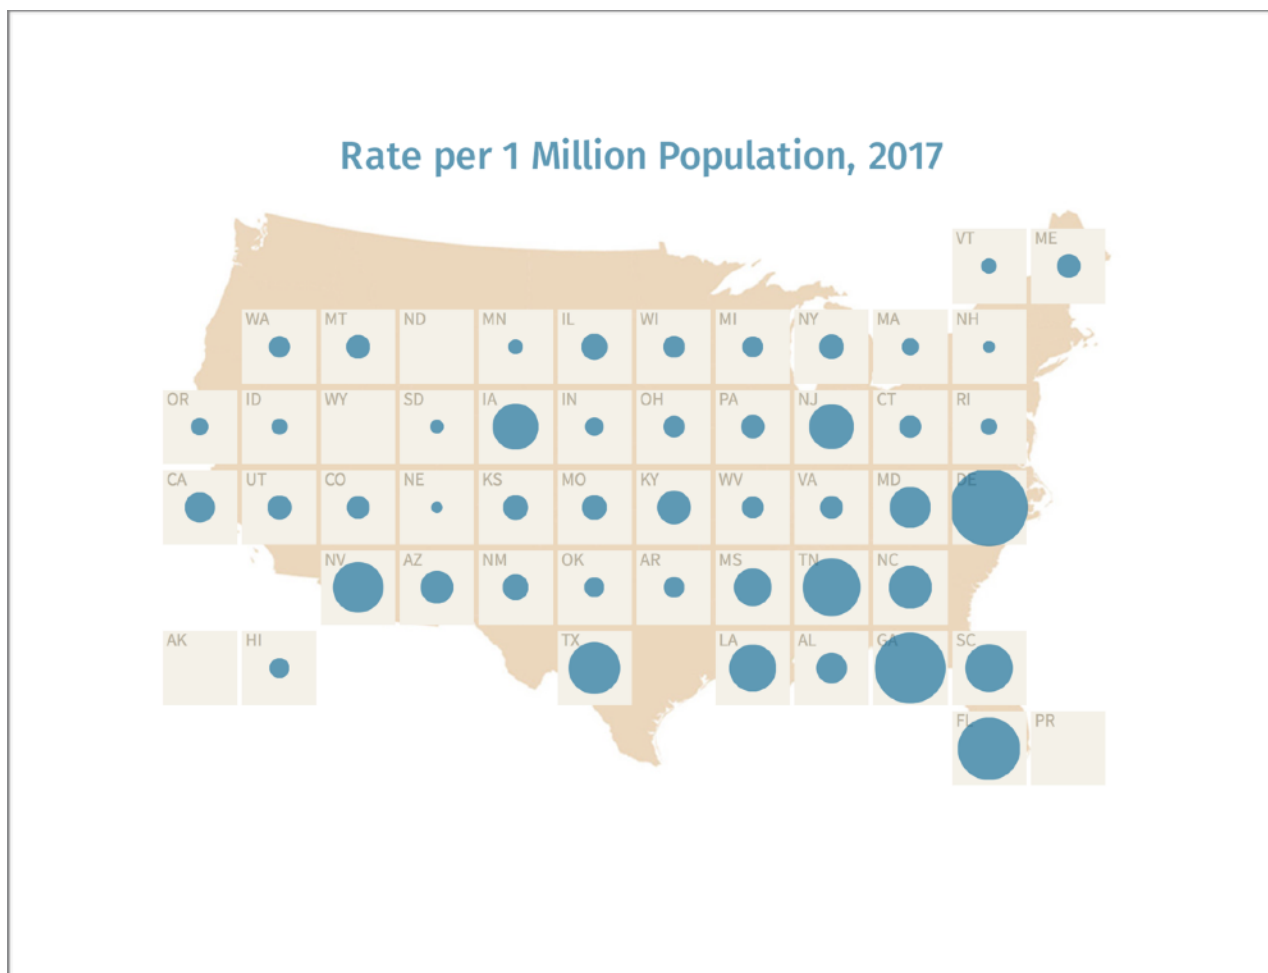 Rate per 1 Million Population, 2017
VT ME
WA MT ND MN IL WI MI NY MA NH
OR ID WY SD IA IN OH PA NJ CT RI
CA UT CO NE KS MO KY WV VA MD DE
NV AZ NM OK AR MS TN NC
AK HI TX LA AL GA SC
FL PR